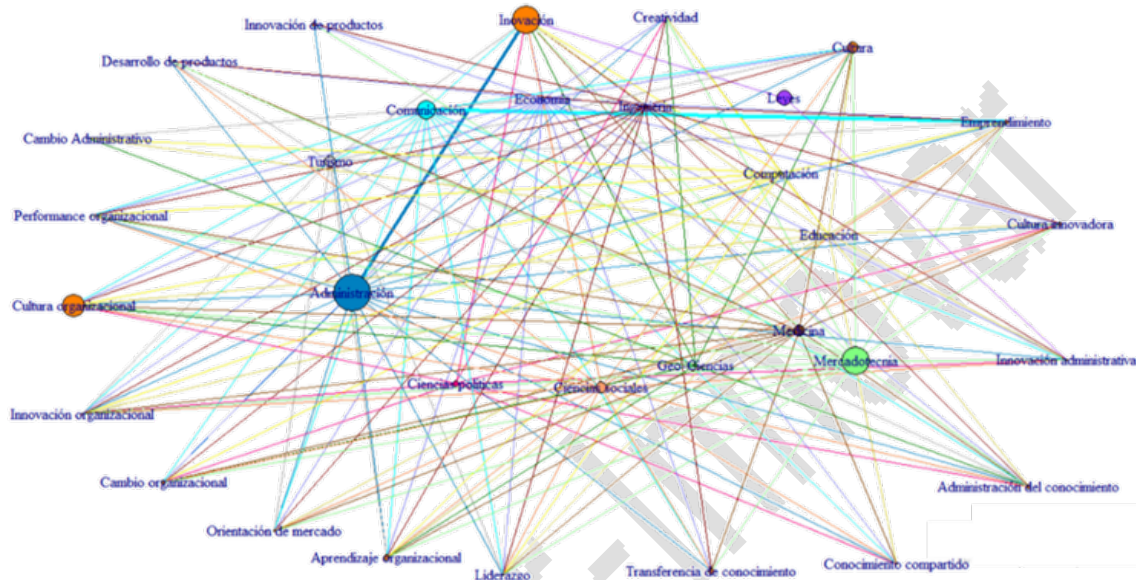 Inovación
Creatividad
Innovación de productos
Cultura
Desarrollo de productos
Economía
Leyes
Ingeniería
Comunicación
Emprendimiento
Cambio Administrativo
Turismo
Computación
Performance organizacional
Cultura innovadora
Educación
Administración
Cultura organizacional
Medicina
Mercadotecnia
Innovación administrativa
Geo- Ciencias
Ciencias políticas
Ciencias sociales
Innovación organizacional
Cambio organizacional
Administración del conocimiento
Orientación de mercado
Aprendizaje organizacional
Conocimiento compartido
Transferencia de conocimiento
Liderazgo